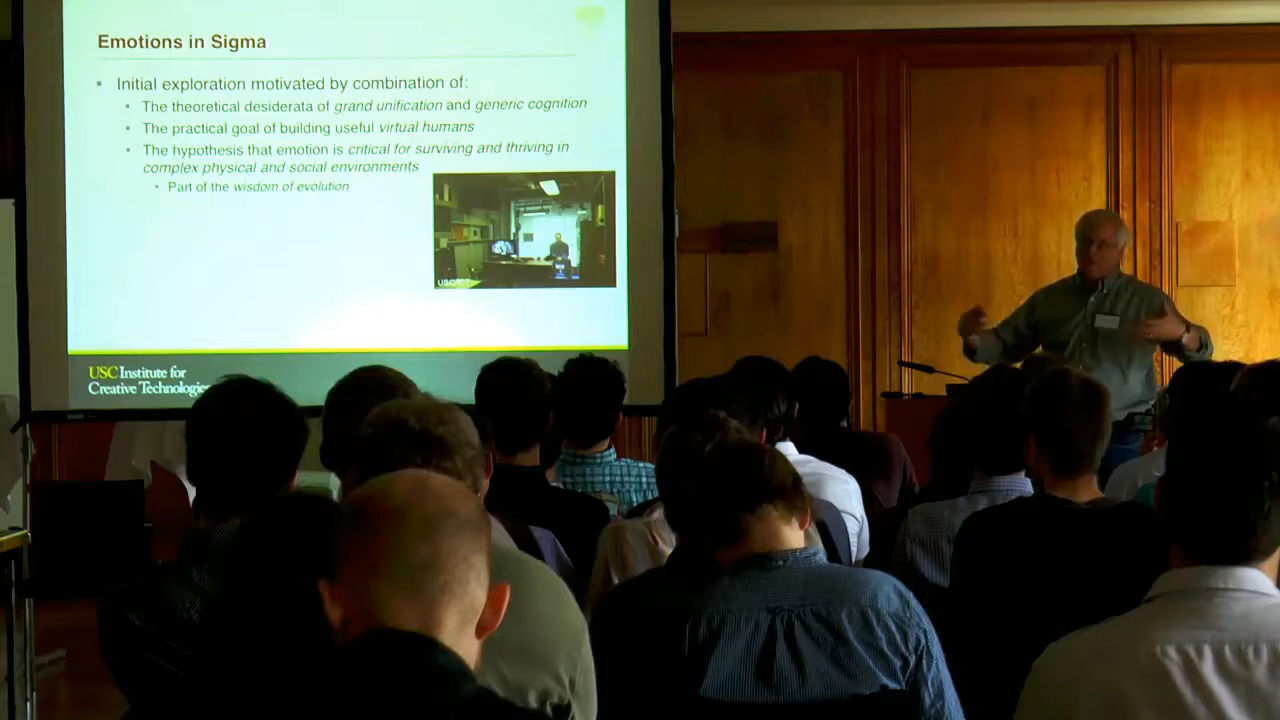 Emotions in Sigma
Initial exploration motivated by combination of:
The theoretical desiderata of grand unification and generic cognition
The practical goal of building useful virtual humans
The hypothesis that emotion is critical for surviving and thriving in
complex physical and social environments
Part of the wisdom of evolution
USC Institute for
Creative Technologies